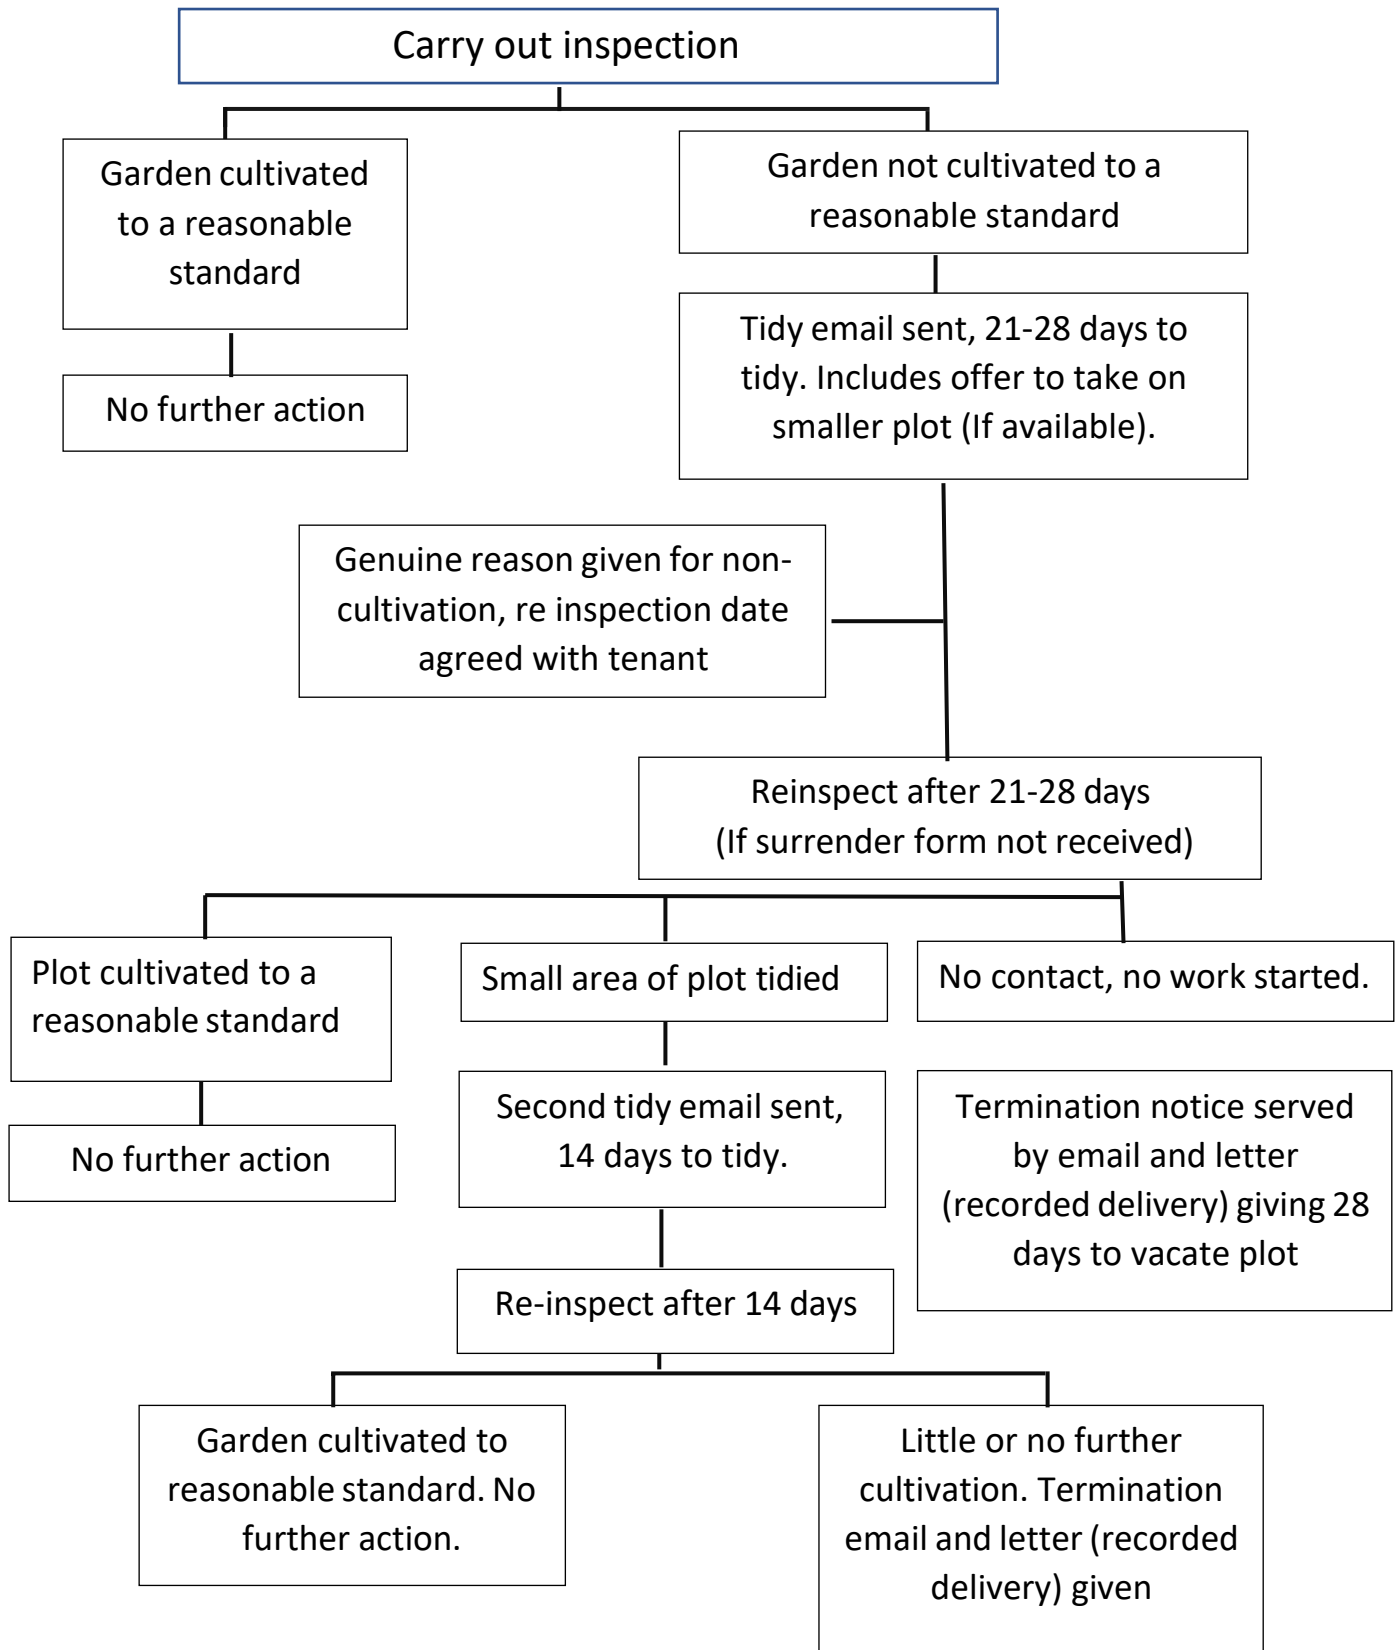 Carry out inspection
Garden cultivated
to a reasonable
standard
No further action
Garden not cultivated to a
reasonable standard
Tidy email sent, 21-28 days to
tidy. Includes offer to take on
smaller plot (If available).
Genuine reason given for non-
cultivation, re inspection date
agreed with tenant
Reinspect after 21-28 days
(If surrender form not received)
Plot cultivated to a
reasonable standard
No further action
Small area of plot tidied
Second tidy email sent,
14 days to tidy.
Re-inspect after 14 days
No contact, no work started.
Termination notice served
by email and letter
(recorded delivery) giving 28
days to vacate plot
Garden cultivated to
reasonable standard. No
further action.
Little or no further
cultivation. Termination
email and letter (recorded
delivery) given